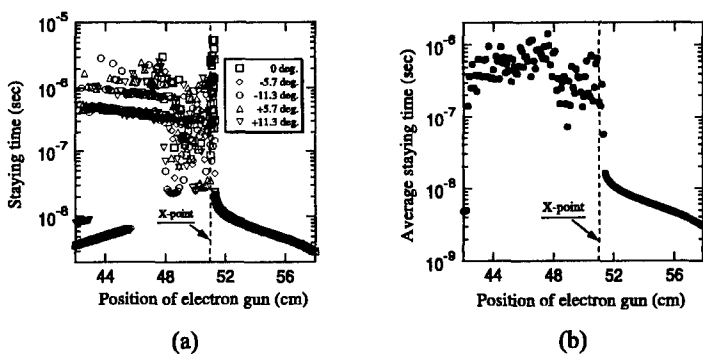 (a)
10-5
10-6
10-7
10-8
Staying time (sec)
0 deg.
-5.7 deg.
-11.3 deg.
+5.7 deg.
+11.3 deg.
X-point
44 48 52 56
Position of electron gun (cm)
(a)
(b)
10-6
10-7
10-8
10-9
Average staying time (sec)
X-point
44 48 52 56
Position of electron gun (cm)
(b)